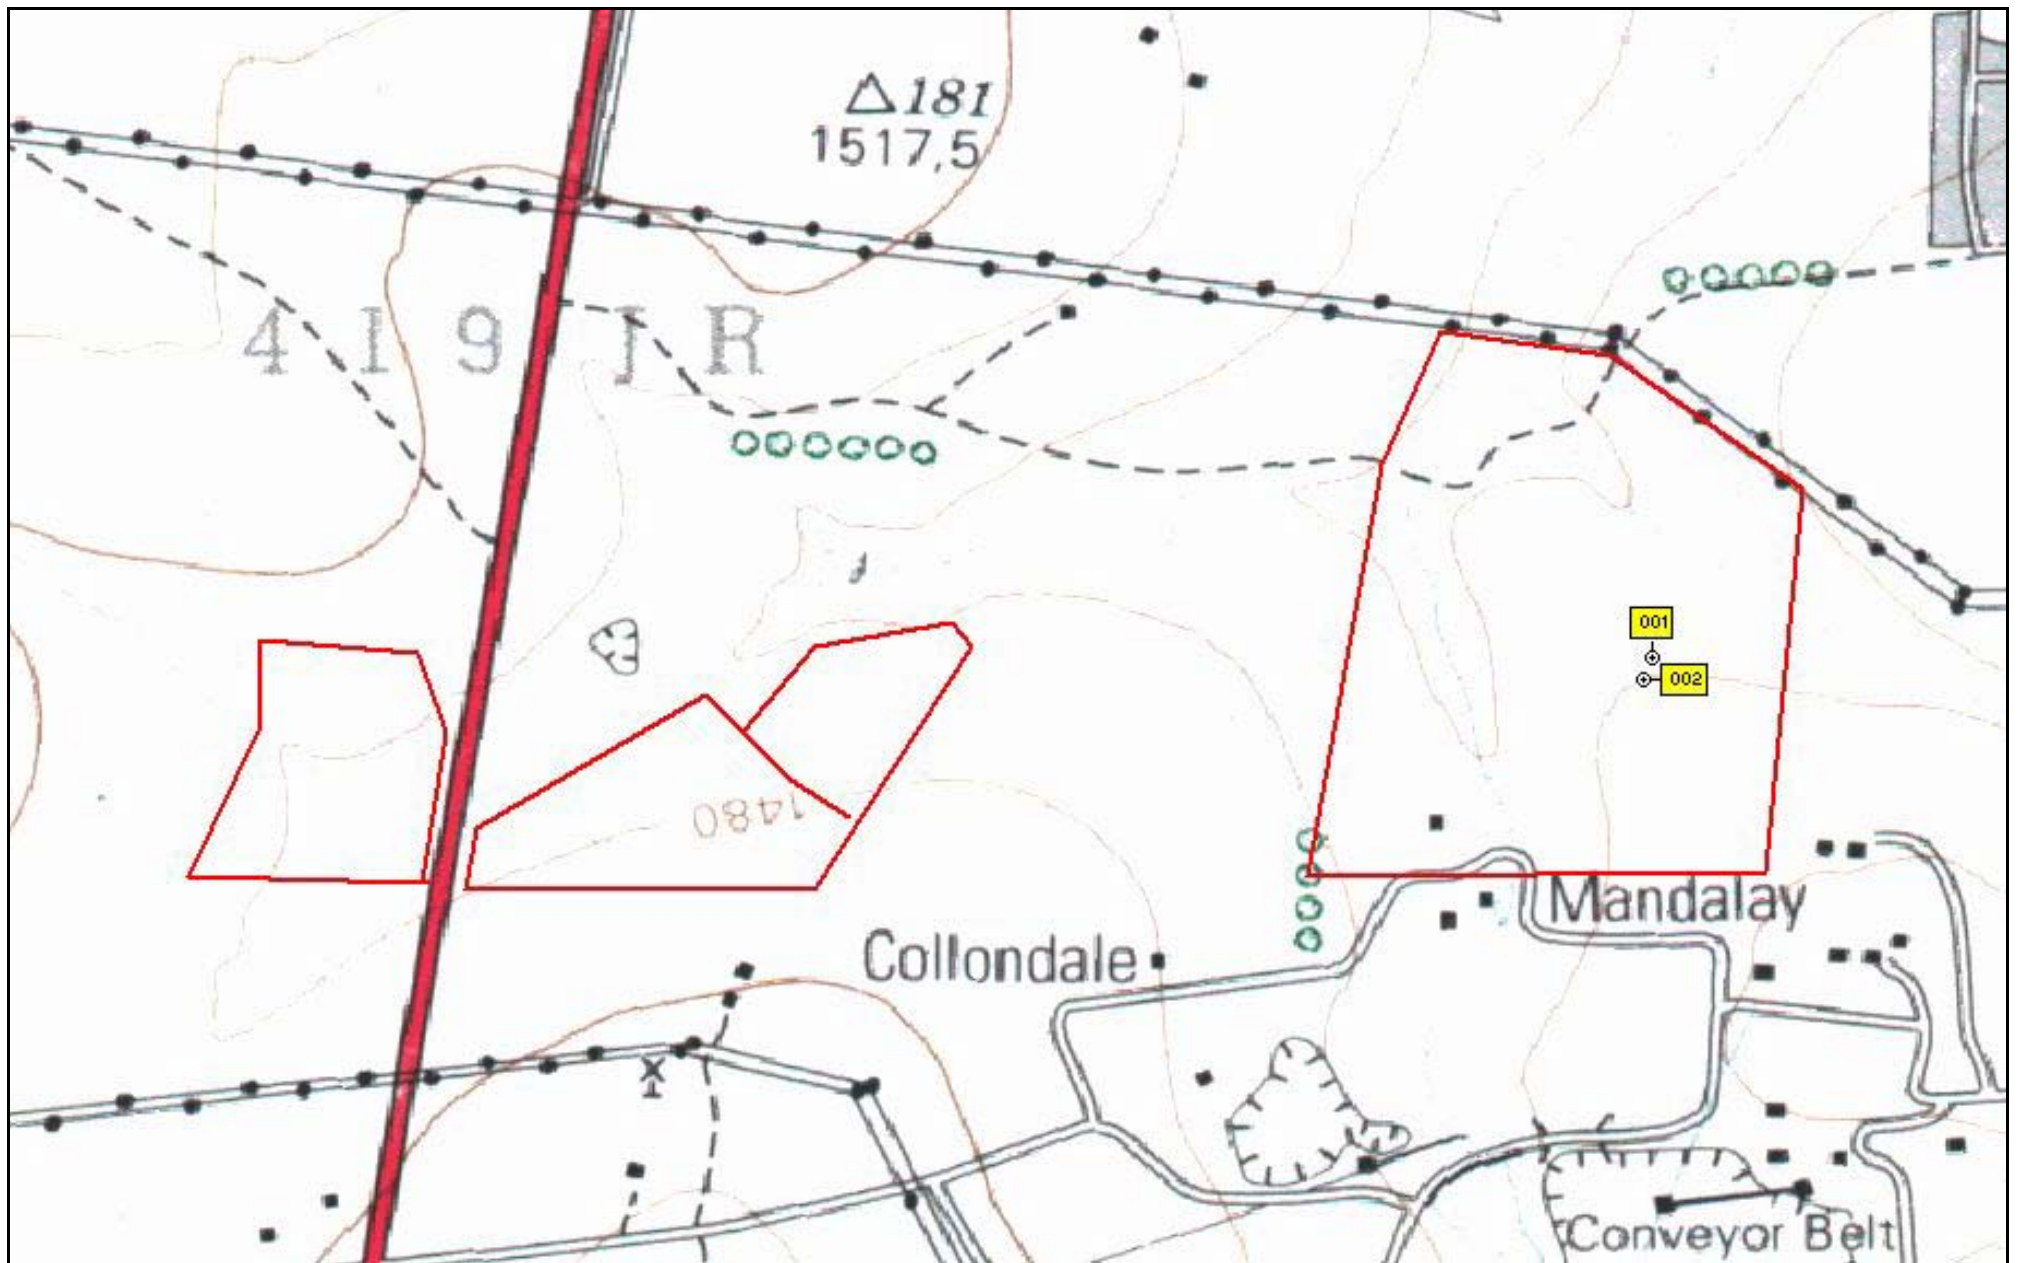 △181
1517,5
419 JR
001
002
1480
Mandalay
Collondale
Conveyor Belt